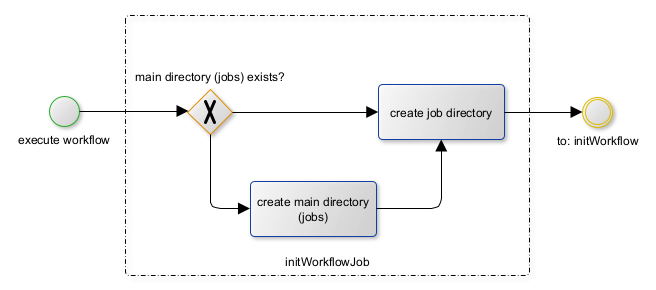 main directory (jobs) exists?
execute workflow
create job directory
to: initWorkflow
create main directory
(jobs)
initWorkflowJob